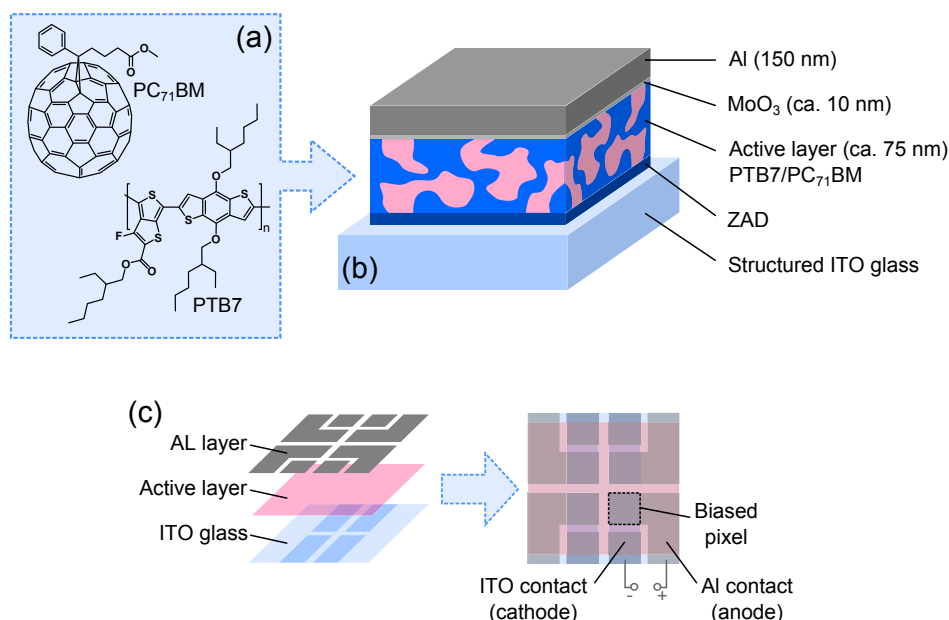 (a)
O
O
PC₇₁BM
S
S
O
F
S
S
n
O
O
O
PTB7
(b)
Al (150 nm)
MoO₃ (ca. 10 nm)
Active layer (ca. 75 nm)
PTB7/PC₇₁BM
ZAD
Structured ITO glass
(c)
AL layer
Active layer
ITO glass
Biased
pixel
- +
ITO contact
(cathode)
Al contact
(anode)